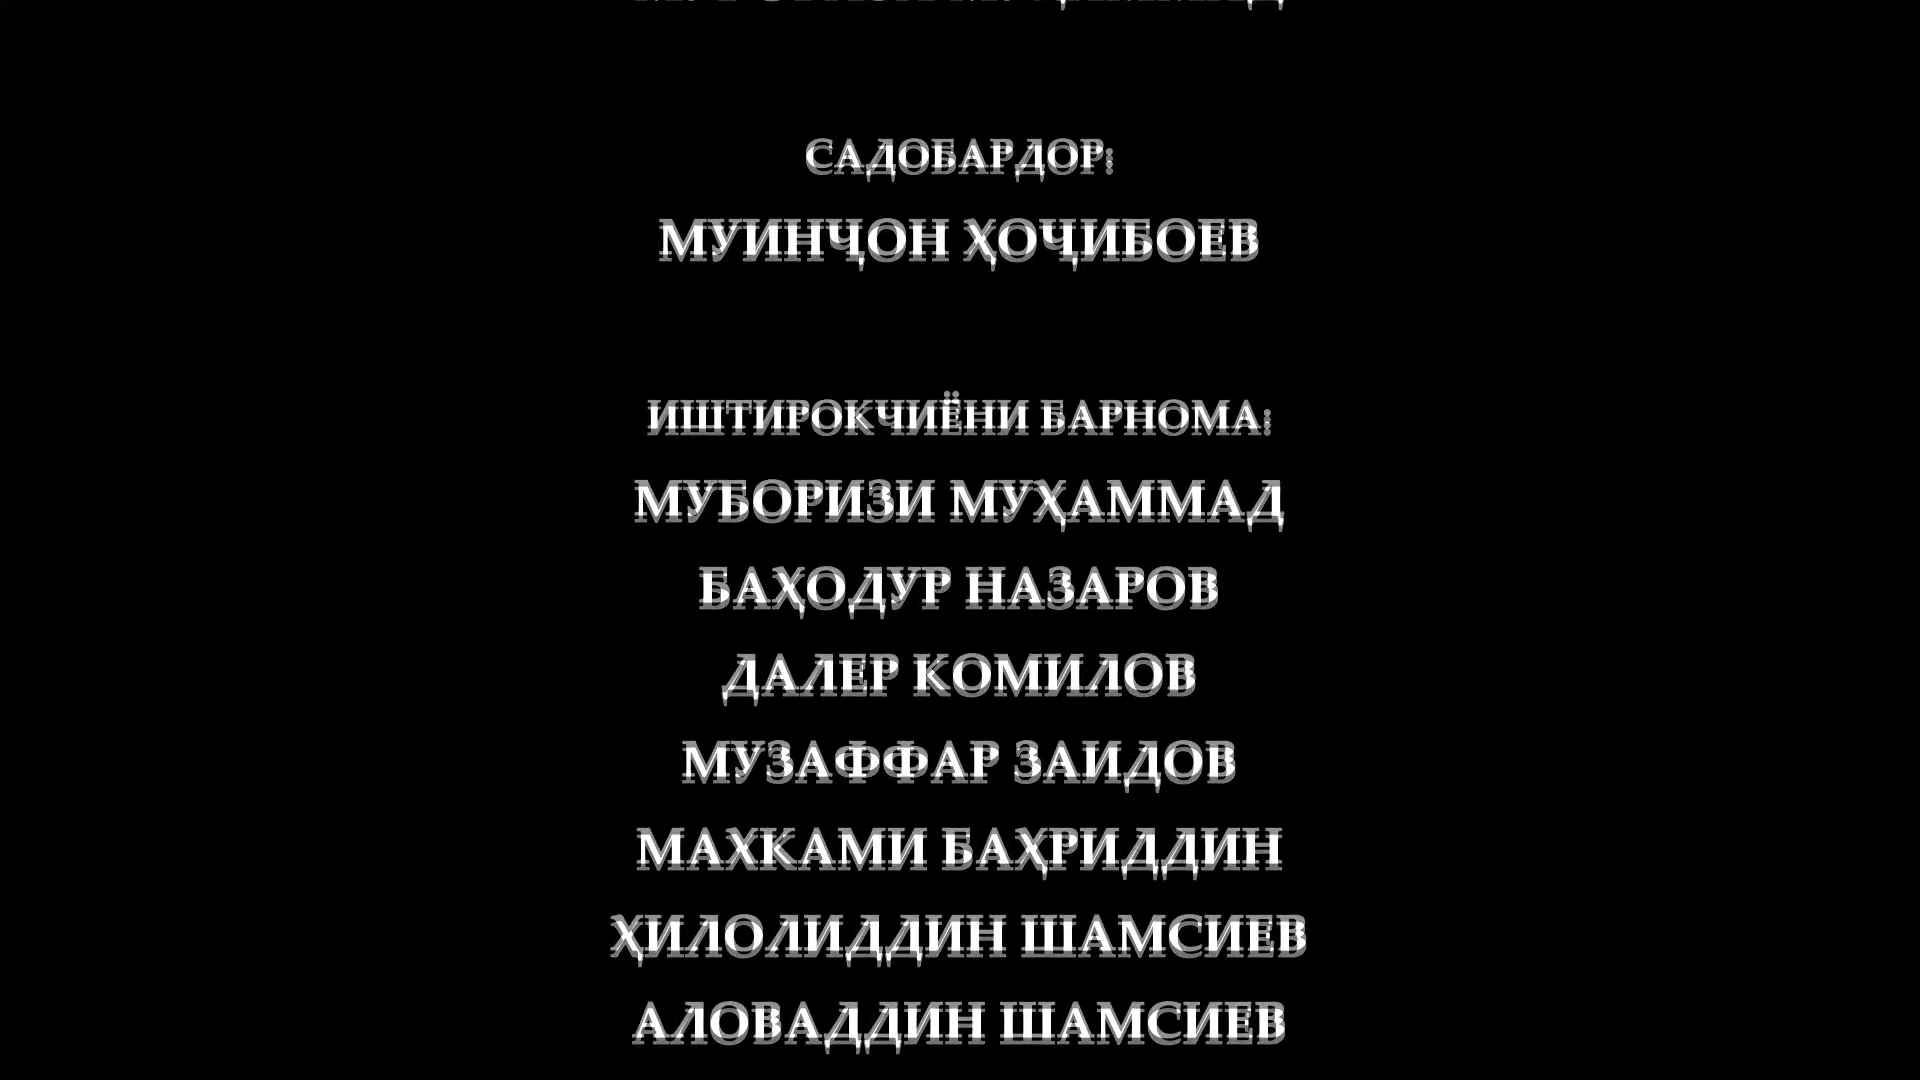 САДОБАРДОР:
МУИНҶОН ҲОҶИБОЕВ
ИШТИРОКЧИЁНИ БАРНОМА:
МУБОРИЗИ МУҲАММАД
БАҲОДУР НАЗАРОВ
ДАЛЕР КОМИЛОВ
МУЗАФФАР ЗАИДОВ
МАХКАМИ БАҲРИДДИН
ҲИЛОЛИДДИН ШАМСИЕВ
АЛОВАДДИН ШАМСИЕВ